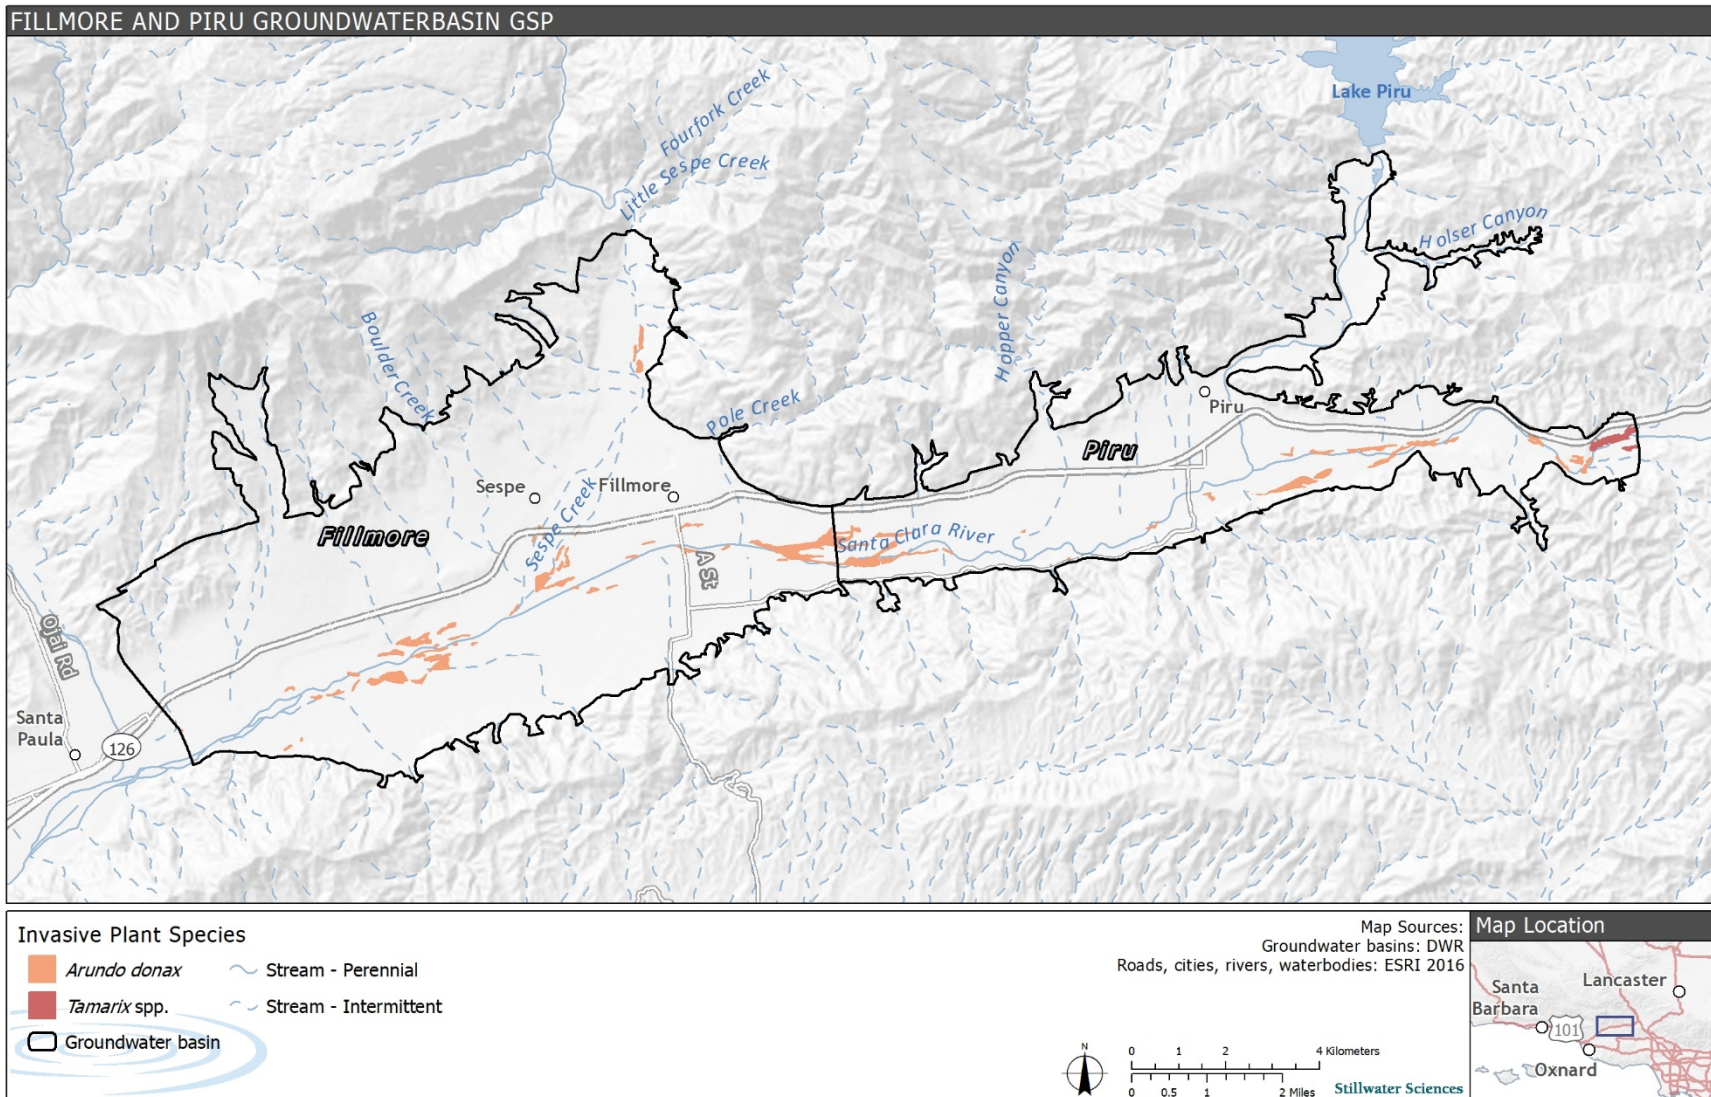 FILLMORE AND PIRU GROUNDWATERBASIN GSP
Lake Piru
Fourfork Creek
Little Sespe Creek
Holser Canyon
Hopper Canyon
Boulder Creek
Pole Creek
Piru
Piru
Sespe
Fillmore
Fillmore
Sespe Creek
Santa Clara River
A St
Ojai Rd
Santa
Paula
126
Invasive Plant Species
Arundo donax
Tamarix spp.
Groundwater basin
Stream - Perennial
Stream - Intermittent
Map Sources:
Groundwater basins: DWR
Roads, cities, rivers, waterbodies: ESRI 2016
N
0 1 2 4 Kilometers
0 0.5 1 2 Miles
Stillwater Sciences
Map Location
Santa
Barbara
Lancaster
101
Oxnard